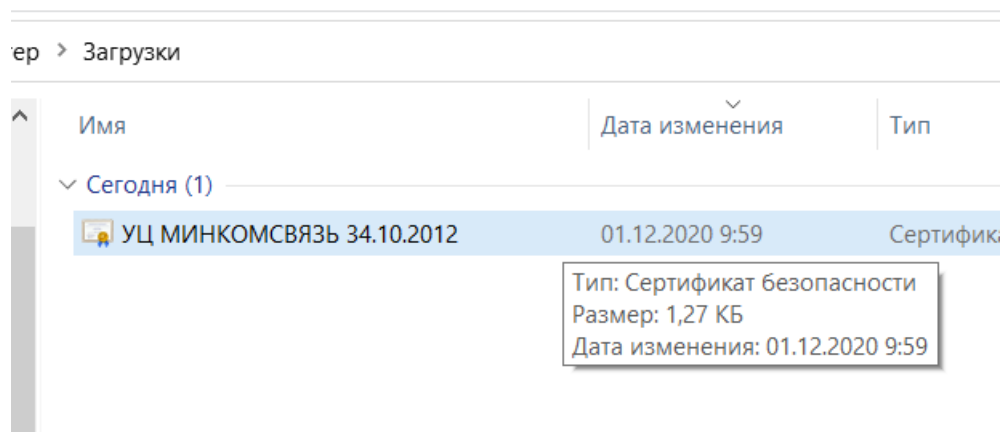 тер > Загрузки
Имя Дата изменения Тип
Сегодня (1)
УЦ МИНКОМСВЯЗЬ 34.10.2012 01.12.2020 9:59 Сертифика
Тип: Сертификат безопасности
Размер: 1,27 КБ
Дата изменения: 01.12.2020 9:59